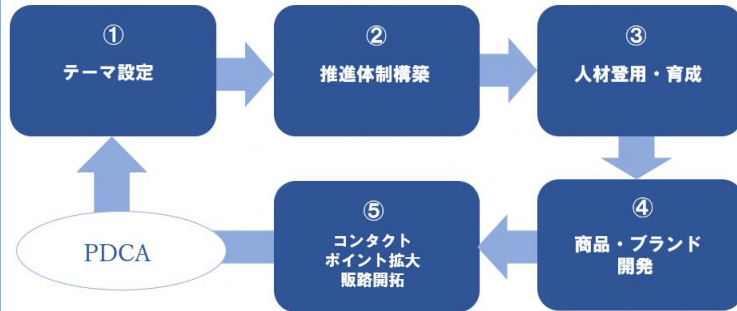 ①
テーマ設定
②
推進体制構築
③
人材登用・育成
④
商品・ブランド
開発
⑤
コンタクト
ポイント拡大
販路開拓
PDCA